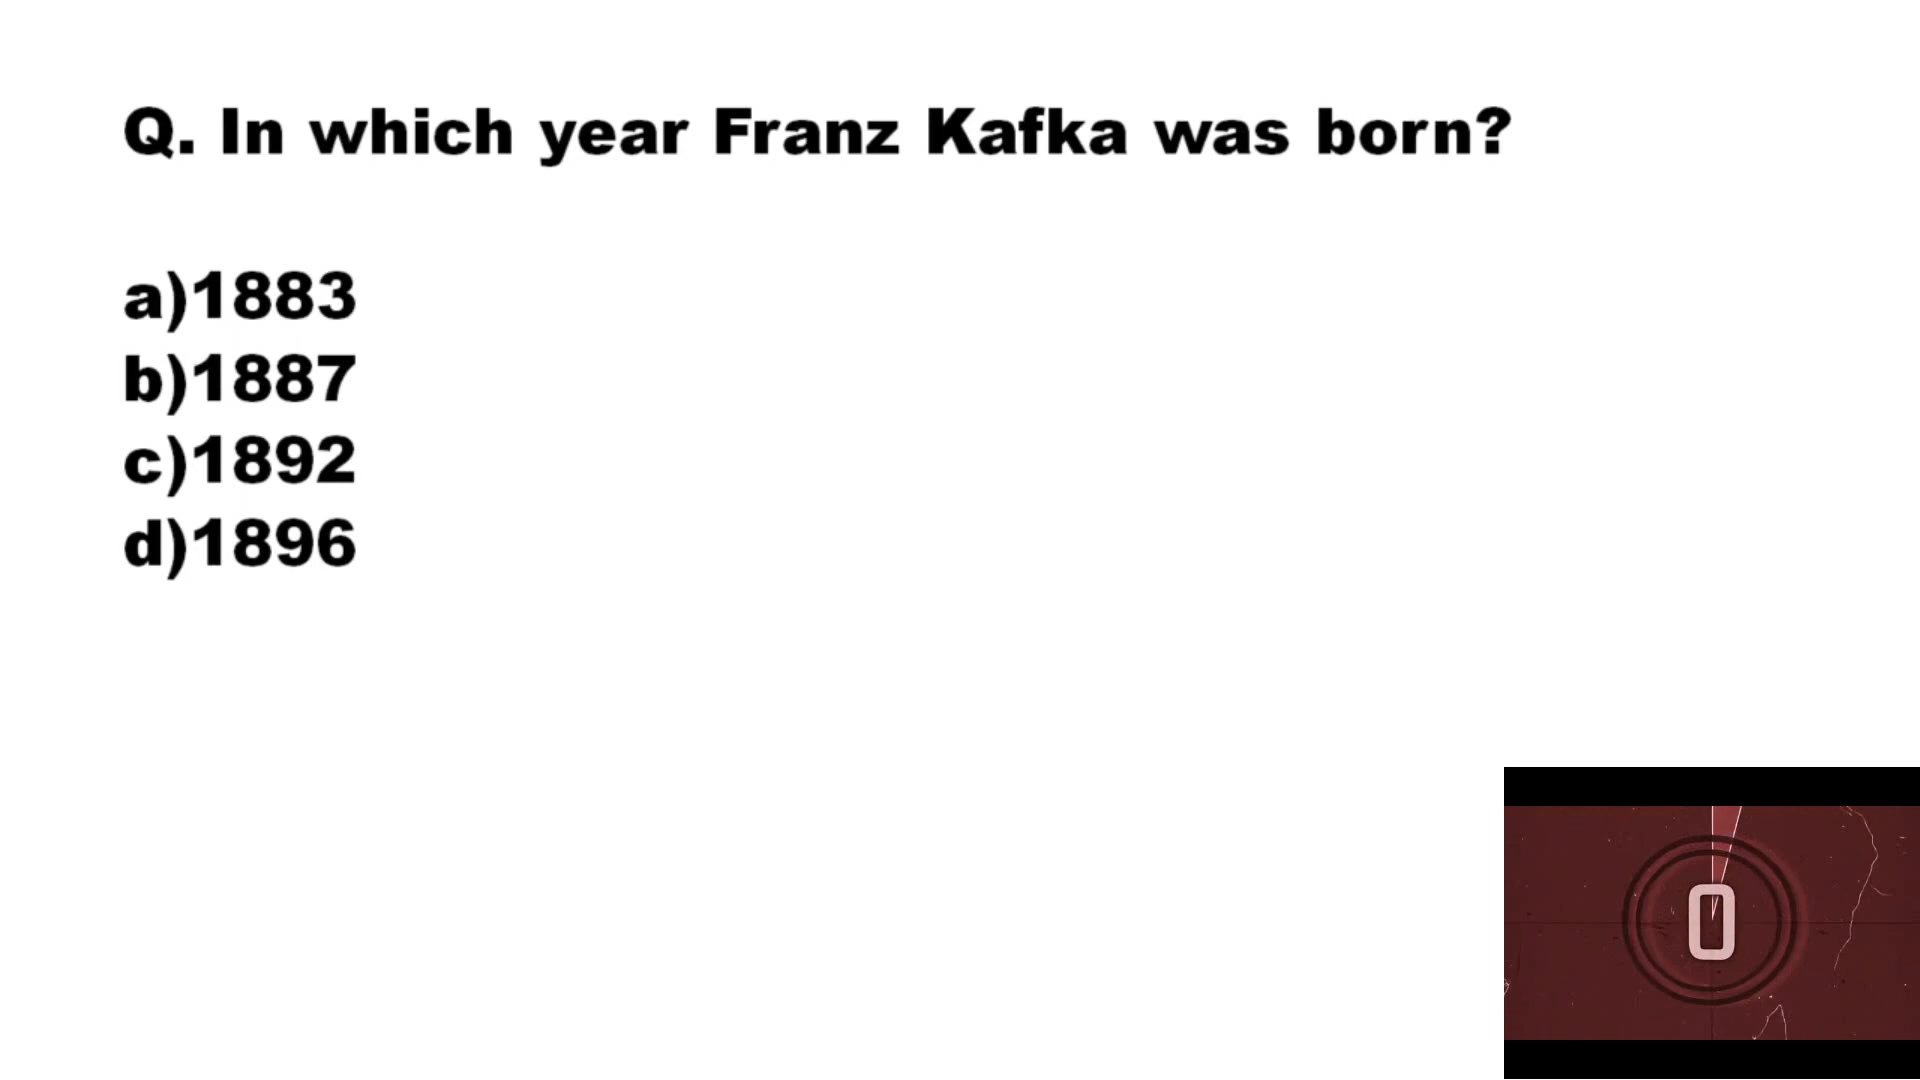 Q. In which year Franz Kafka was born?
a)1883
b)1887
c)1892
d)1896
0